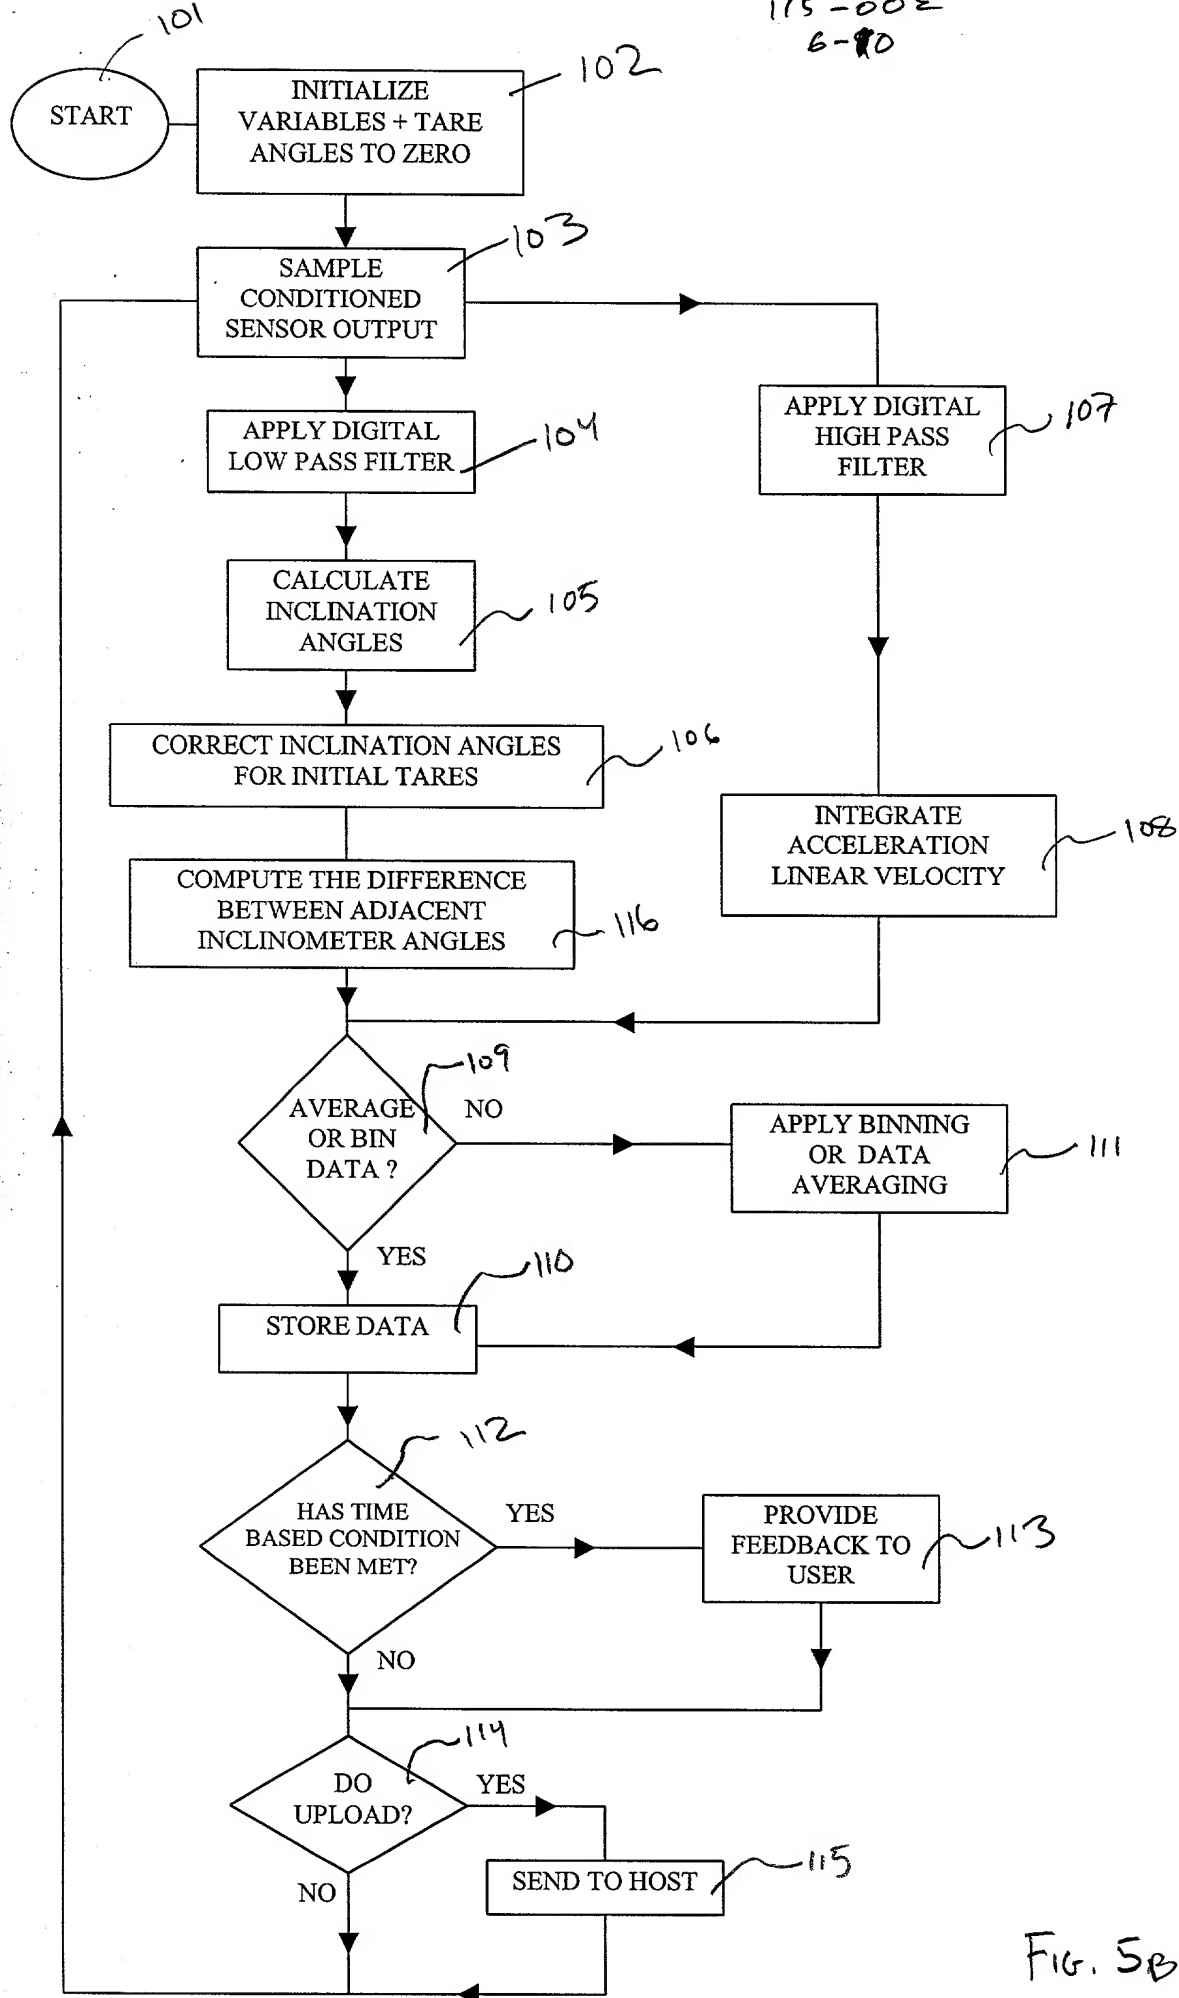 115-002
6-90
101
START
102
INITIALIZE
VARIABLES + TARE
ANGLES TO ZERO
103
SAMPLE
CONDITIONED
SENSOR OUTPUT
APPLY DIGITAL
LOW PASS FILTER
104
APPLY DIGITAL
HIGH PASS
FILTER
107
CALCULATE
INCLINATION
ANGLES
105
CORRECT INCLINATION ANGLES
FOR INITIAL TARES
106
INTEGRATE
ACCELERATION
LINEAR VELOCITY
108
COMPUTE THE DIFFERENCE
BETWEEN ADJACENT
INCLINOMETER ANGLES
116
109
AVERAGE
OR BIN
DATA ?
NO
APPLY BINNING
OR DATA
AVERAGING
111
YES
110
STORE DATA
112
HAS TIME
BASED CONDITION
BEEN MET?
YES
PROVIDE
FEEDBACK TO
USER
113
NO
114
DO
UPLOAD?
YES
SEND TO HOST
115
NO
FIG. 5B